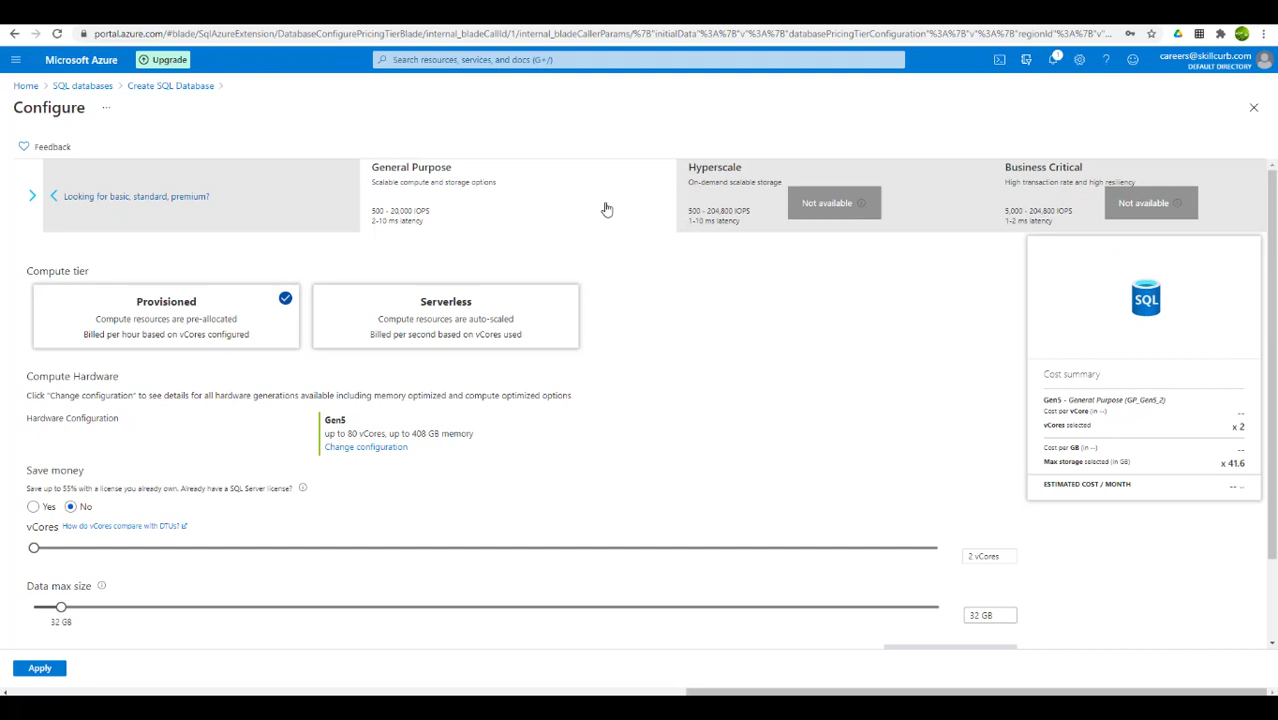 portal.azure.com/#blade/SqlAzureExtension/DatabaseConfigurePricingTierBlade/internal_bladeCallId/1/internal_bladeCallerParams/%7B"initialData"%3A%7B"v"%3A%7B"databasePricingTierConfiguration"%3A%7B"v"%3A%7B"regionId"%3A%7B"v"...
Microsoft Azure
Upgrade
Search resources, services, and docs (G+/)
1
careers@skillcurb.com
DEFAULT DIRECTORY
Home > SQL databases > Create SQL Database >
Configure ...
Feedback
Looking for basic, standard, premium?
General Purpose
Scalable compute and storage options
500 - 20,000 IOPS
2-10 ms latency
Hyperscale
On-demand scalable storage
500 - 204,800 IOPS
1-10 ms latency
Not available
Business Critical
High transaction rate and high resiliency
5,000 - 204,800 IOPS
1-2 ms latency
Not available
Compute tier
Provisioned
Compute resources are pre-allocated
Billed per hour based on vCores configured
Serverless
Compute resources are auto-scaled
Billed per second based on vCores used
Compute Hardware
Click "Change configuration" to see details for all hardware generations available including memory optimized and compute optimized options
Hardware Configuration
Gen5
up to 80 vCores, up to 408 GB memory
Change configuration
Save money
Save up to 55% with a license you already own. Already have a SQL Server license?
Yes No
vCores How do vCores compare with DTUs?
2 vCores
Data max size
32 GB
32 GB
SQL
Cost summary
Gen5 - General Purpose (GP_Gen5_2)
Cost per vCore (in --) --
vCores selected x 2
Cost per GB (in --) --
Max storage selected (in GB) x 41.6
ESTIMATED COST / MONTH -- --
Apply